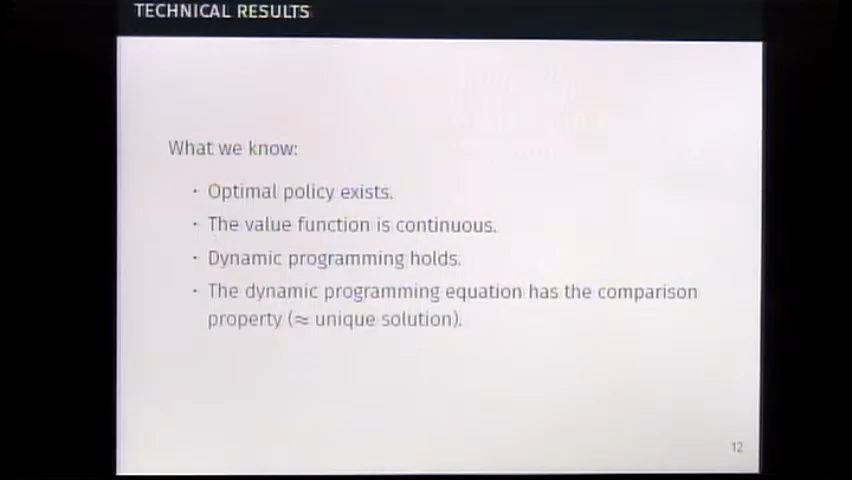 TECHNICAL RESULTS
What we know:
· Optimal policy exists.
· The value function is continuous.
· Dynamic programming holds.
· The dynamic programming equation has the comparison
property (≈ unique solution).
12